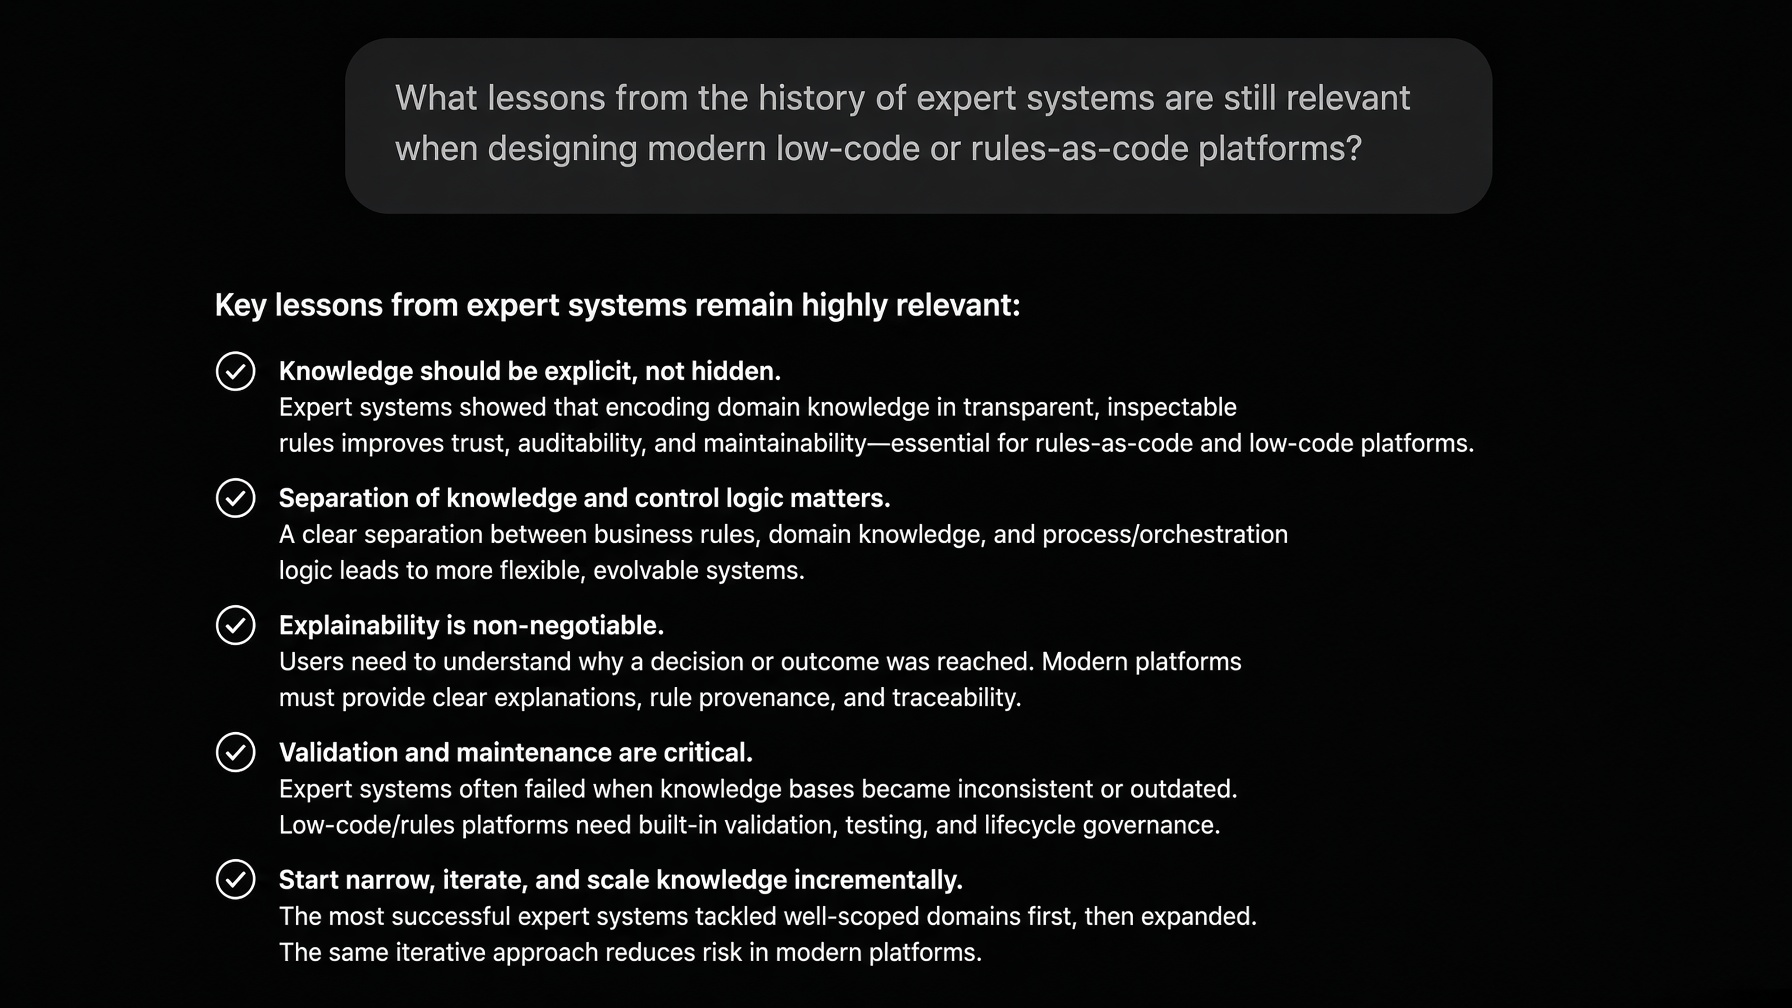 What lessons from the history of expert systems are still relevant
when designing modern low-code or rules-as-code platforms?
Key lessons from expert systems remain highly relevant:
Knowledge should be explicit, not hidden.
Expert systems showed that encoding domain knowledge in transparent, inspectable
rules improves trust, auditability, and maintainability—essential for rules-as-code and low-code platforms.
Separation of knowledge and control logic matters.
A clear separation between business rules, domain knowledge, and process/orchestration
logic leads to more flexible, evolvable systems.
Explainability is non-negotiable.
Users need to understand why a decision or outcome was reached. Modern platforms
must provide clear explanations, rule provenance, and traceability.
Validation and maintenance are critical.
Expert systems often failed when knowledge bases became inconsistent or outdated.
Low-code/rules platforms need built-in validation, testing, and lifecycle governance.
Start narrow, iterate, and scale knowledge incrementally.
The most successful expert systems tackled well-scoped domains first, then expanded.
The same iterative approach reduces risk in modern platforms.